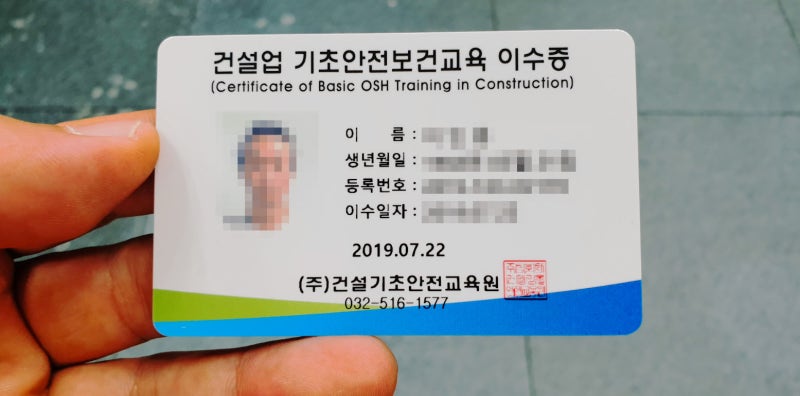 건설업 기초안전보건교육 이수증
(Certificate of Basic OSH Training in Construction)
이 름 :
생년월일 :
등록번호 :
이수일자 :
2019.07.22
(주)건설기초안전교육원
032-516-1577